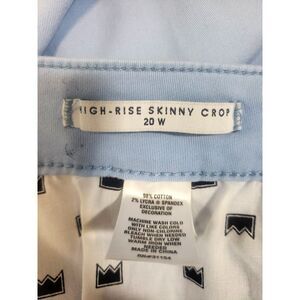 HIGH-RISE SKINNY CROP
20 W
98% COTTON
2% LYCRA ® SPANDEX
EXCLUSIVE OF
DECORATION
MACHINE WASH COLD
WITH LIKE COLORS
ONLY NON-CHLORINE
BLEACH WHEN NEEDED
TUMBLE DRY LOW
WARM IRON WHEN
NEEDED
MADE IN CHINA